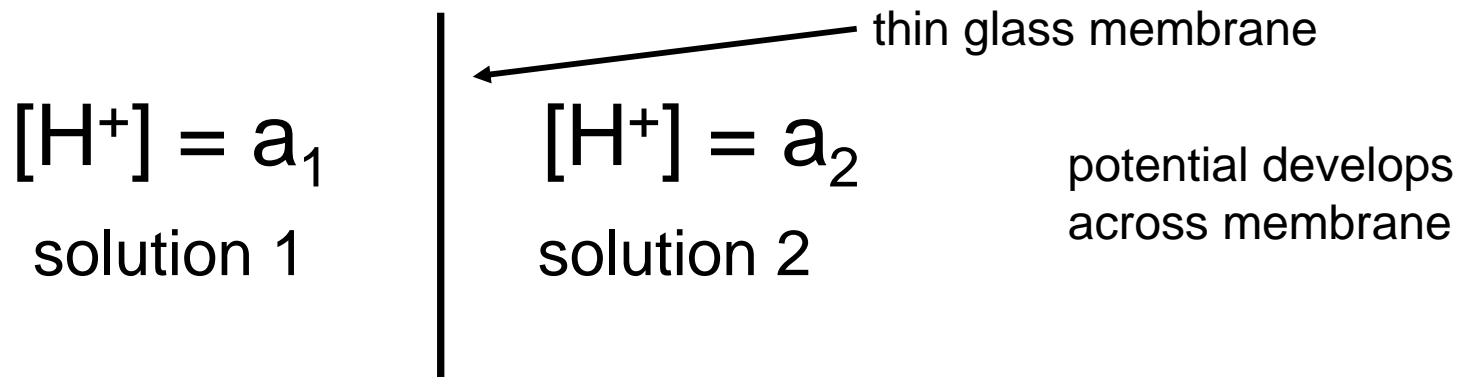 thin glass membrane
[H⁺] = a₁
[H⁺] = a₂
potential develops
across membrane
solution 1
solution 2